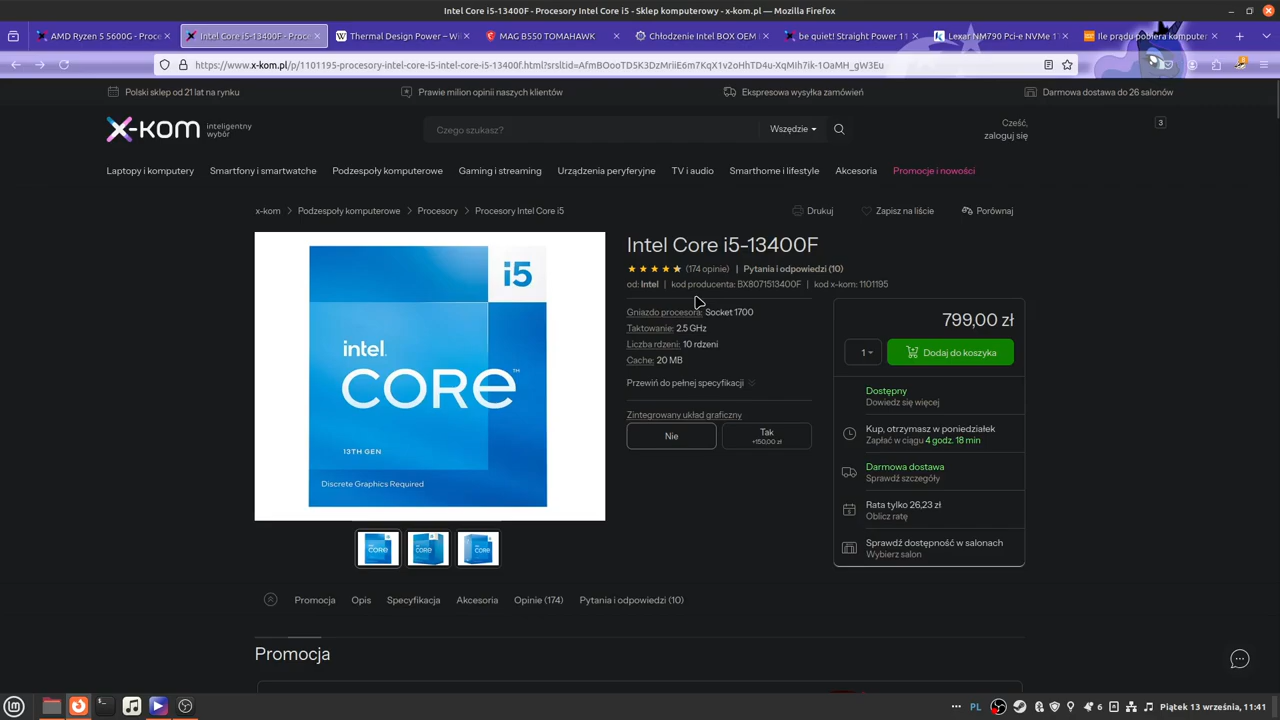 Intel Core i5-13400F - Procesory Intel Core i5 - Sklep komputerowy - x-kom.pl — Mozilla Firefox
AMD Ryzen 5 5600G - Proce
Intel Core i5-13400F - Proce
Thermal Design Power – Wi
MAG B550 TOMAHAWK
Chłodzenie Intel BOX OEM
be quiet! Straight Power 11
Lexar NM790 Pci-e NVMe 1
Ile prądu pobiera kompute
https://www.x-kom.pl/p/1101195-procesory-intel-core-i5-intel-core-i5-13400f.html?srsltid=AfmBOooTD5K3DzMriiE6m7KqX1v2oHhTD4u-XqMih7ik-1OaMH_gW3Eu
Polski sklep od 21 lat na rynku
Prawie milion opinii naszych klientów
Ekspresowa wysyłka zamówień
Darmowa dostawa do 26 salonów
x-kom inteligentny wybór
Czego szukasz?
Wszędzie
Cześć,
zaloguj się
3
Laptopy i komputery
Smartfony i smartwatche
Podzespoły komputerowe
Gaming i streaming
Urządzenia peryferyjne
TV i audio
Smarthome i lifestyle
Akcesoria
Promocje i nowości
x-kom
Podzespoły komputerowe
Procesory
Procesory Intel Core i5
Drukuj
Zapisz na liście
Porównaj
i5
intel.
CORE™
13TH GEN
Discrete Graphics Required
Intel Core i5-13400F
(174 opinie) | Pytania i odpowiedzi (10)
od: Intel | kod producenta: BX8071513400F | kod x-kom: 1101195
Gniazdo procesora: Socket 1700
Taktowanie: 2.5 GHz
Liczba rdzeni: 10 rdzeni
Cache: 20 MB
Przewiń do pełnej specyfikacji
Zintegrowany układ graficzny
Nie
Tak
+150,00 zł
799,00 zł
1
Dodaj do koszyka
Dostępny
Dowiedz się więcej
Kup, otrzymasz w poniedziałek
Zapłać w ciągu 4 godz. 18 min
Darmowa dostawa
Sprawdź szczegóły
Rata tylko 26,23 zł
Oblicz ratę
Sprawdź dostępność w salonach
Wybierz salon
Promocja
Opis
Specyfikacja
Akcesoria
Opinie (174)
Pytania i odpowiedzi (10)
Promocja
PL
6
Piątek 13 września, 11:41